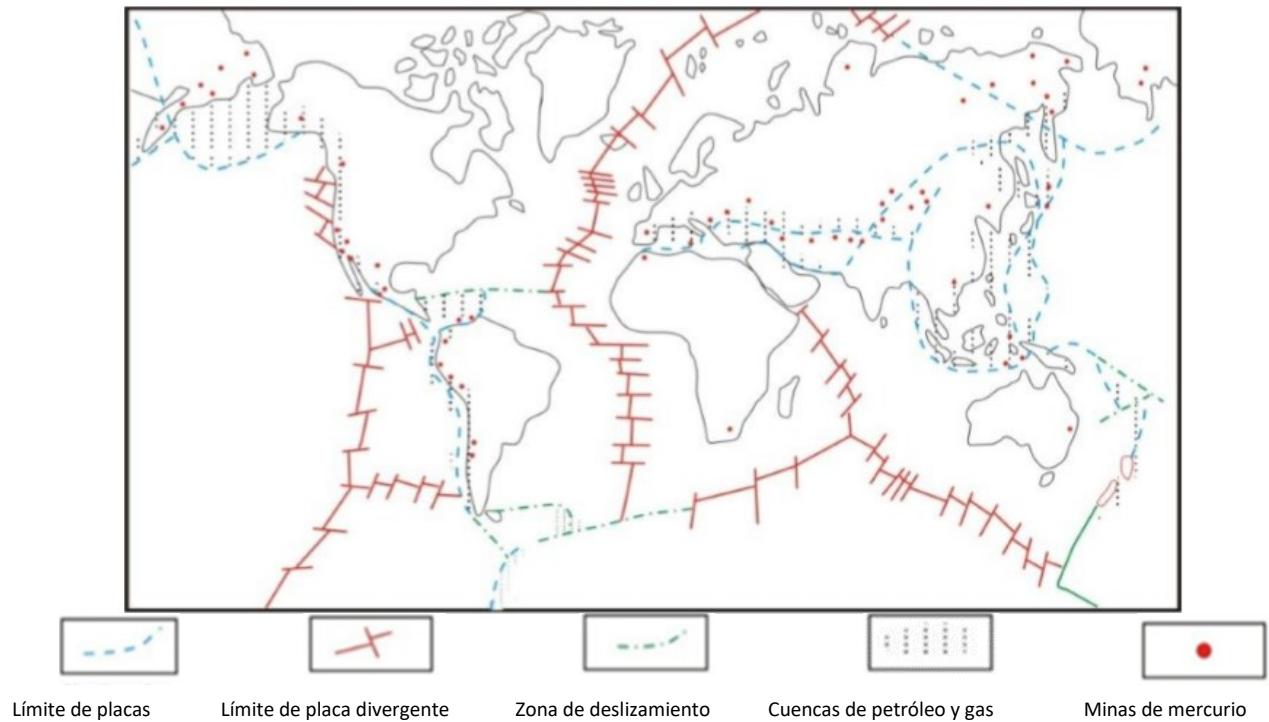 Límite de placas
Límite de placa divergente
Zona de deslizamiento
Cuencas de petróleo y gas
Minas de mercurio